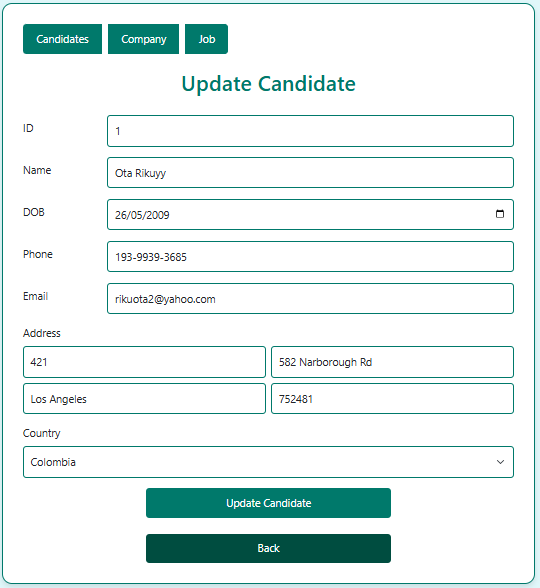 Candidates Company Job
Update Candidate
ID 1
Name Ota Rikuyy
DOB 26/05/2009
Phone 193-9939-3685
Email rikuota2@yahoo.com
Address
421 582 Narborough Rd
Los Angeles 752481
Country
Colombia
Update Candidate
Back